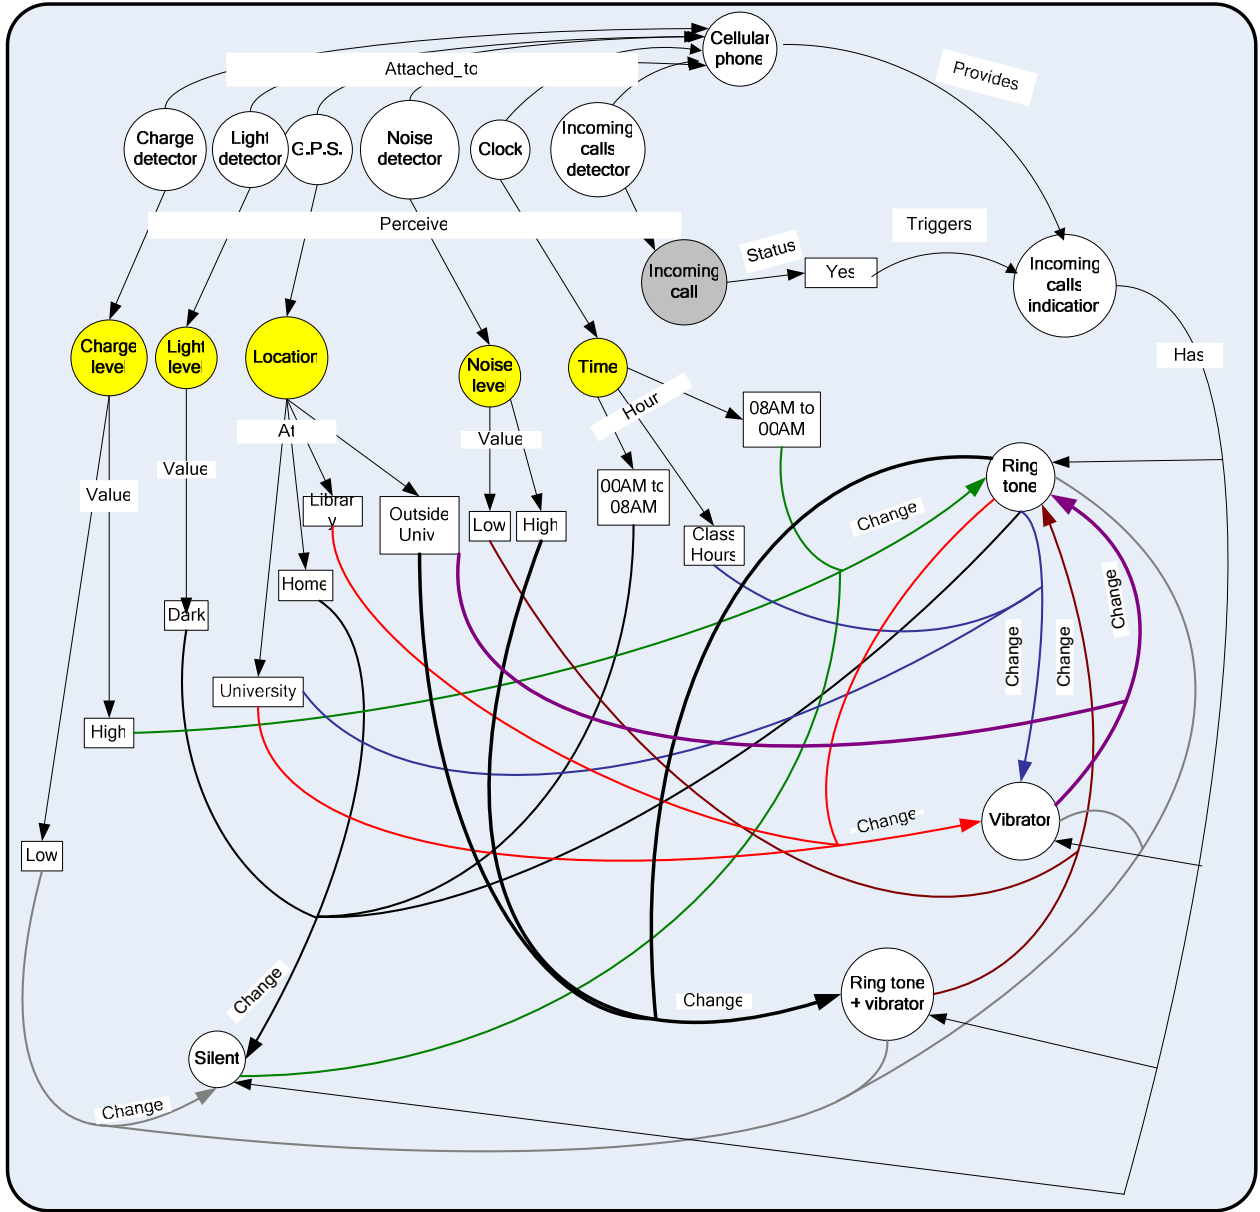 Cellular
phone
Attached_to
Provides
Charge
detector
Light
detector
G.P.S.
Noise
detector
Clock
Incoming
calls
detector
Perceive
Triggers
Status
Incoming
call
Yes
Incoming
calls
indication
Has
Charge
level
Light
level
Location
Noise
level
Time
Hour
08AM to
00AM
At
Value
Value
Value
Ring
tone
Librar
y
Outside
Univ
Low
High
00AM to
08AM
Change
Class
Hours
Home
Dark
Change
Change
Change
University
High
Vibrator
Change
Low
Change
Ring tone
+ vibrator
Change
Silent
Change